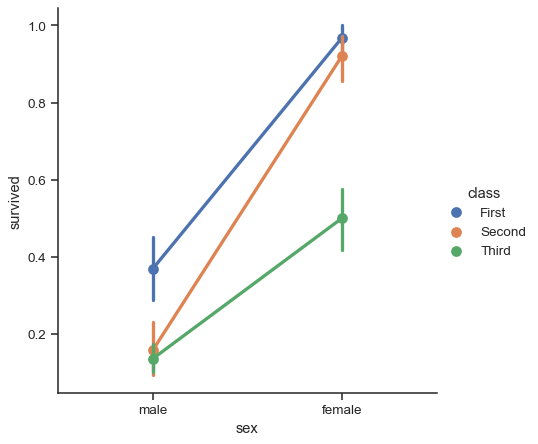 1.0
0.8
0.6
0.4
0.2
survived
male female
sex
class
First
Second
Third